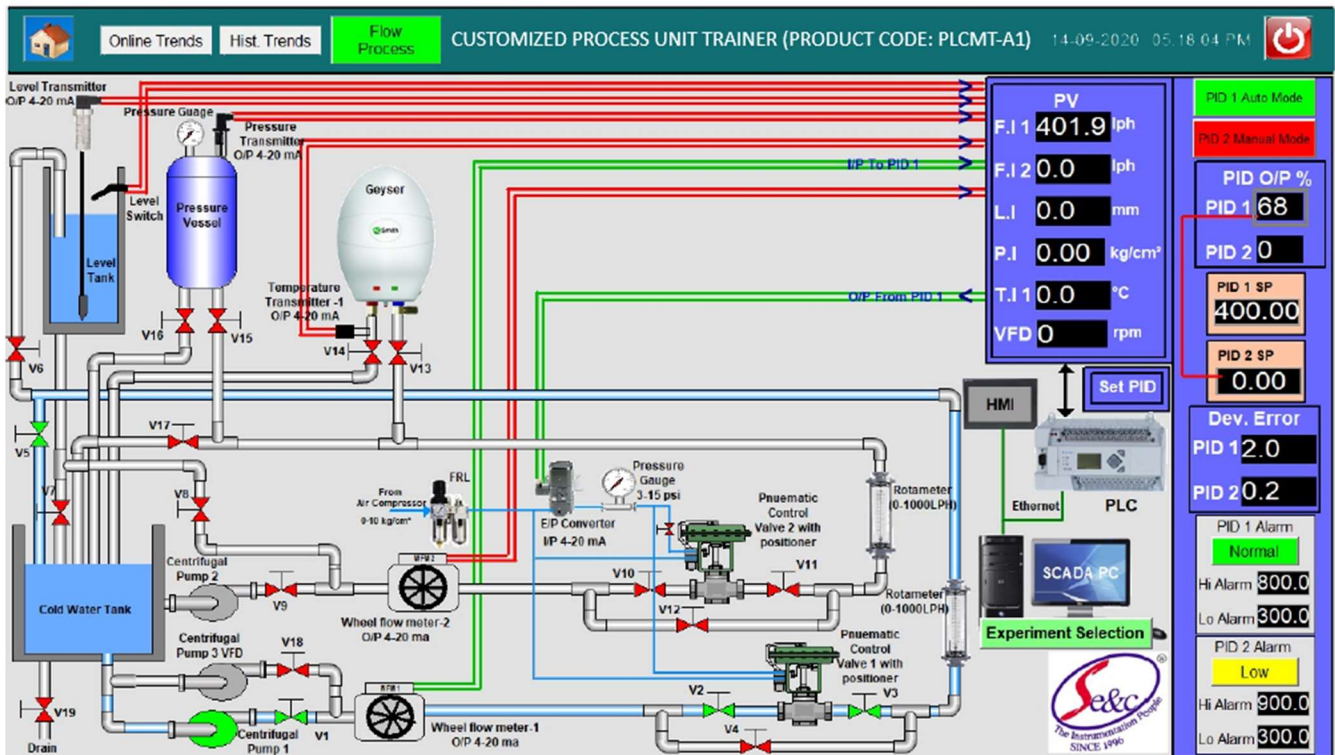 Online Trends
Hist. Trends
Flow
Process
CUSTOMIZED PROCESS UNIT TRAINER (PRODUCT CODE: PLCMT-A1)
14-09-2020 05.18.04 PM
Level Transmitter
O/P 4-20 mA
Pressure Guage
Pressure
Transmitter
O/P 4-20 mA
Level
Switch
Pressure
Vessel
Geyser
Level
Tank
Temperature
Transmitter -1
O/P 4-20 mA
V16
V15
V14
V13
V6
V5
V17
V7
V8
I/P To PID 1
O/P From PID 1
PV
F.I 1 401.9 lph
F.I 2 0.0 lph
L.I 0.0 mm
P.I 0.00 kg/cm²
T.I 1 0.0 °C
VFD 0 rpm
PID 1 Auto Mode
PID 2 Manual Mode
PID O/P %
PID 1 68
PID 2 0
PID 1 SP
400.00
PID 2 SP
0.00
Set PID
HMI
Ethernet
PLC
Dev. Error
PID 1 2.0
PID 2 0.2
PID 1 Alarm
Normal
Hi Alarm 800.0
Lo Alarm 300.0
PID 2 Alarm
Low
Hi Alarm 900.0
Lo Alarm 300.0
From
Air Compressor
0-10 kg/cm²
FRL
E/P Converter
I/P 4-20 mA
Pressure
Gauge
3-15 psi
Pnuematic
Control
Valve 2 with
positioner
Rotameter
(0-1000LPH)
Cold Water Tank
Centrifugal
Pump 2
V9
MFM2
Wheel flow meter-2
O/P 4-20 ma
V10
V11
V12
Rotameter
(0-1000LPH)
Centrifugal
Pump 3 VFD
V18
Pnuematic
Control
Valve 1 with
positioner
V19
Drain
Centrifugal
Pump 1
V1
MFM1
Wheel flow meter-1
O/P 4-20 ma
V2
V3
V4
SCADA PC
Experiment Selection
Se&c
The Instrumentation People
SINCE 1996
®